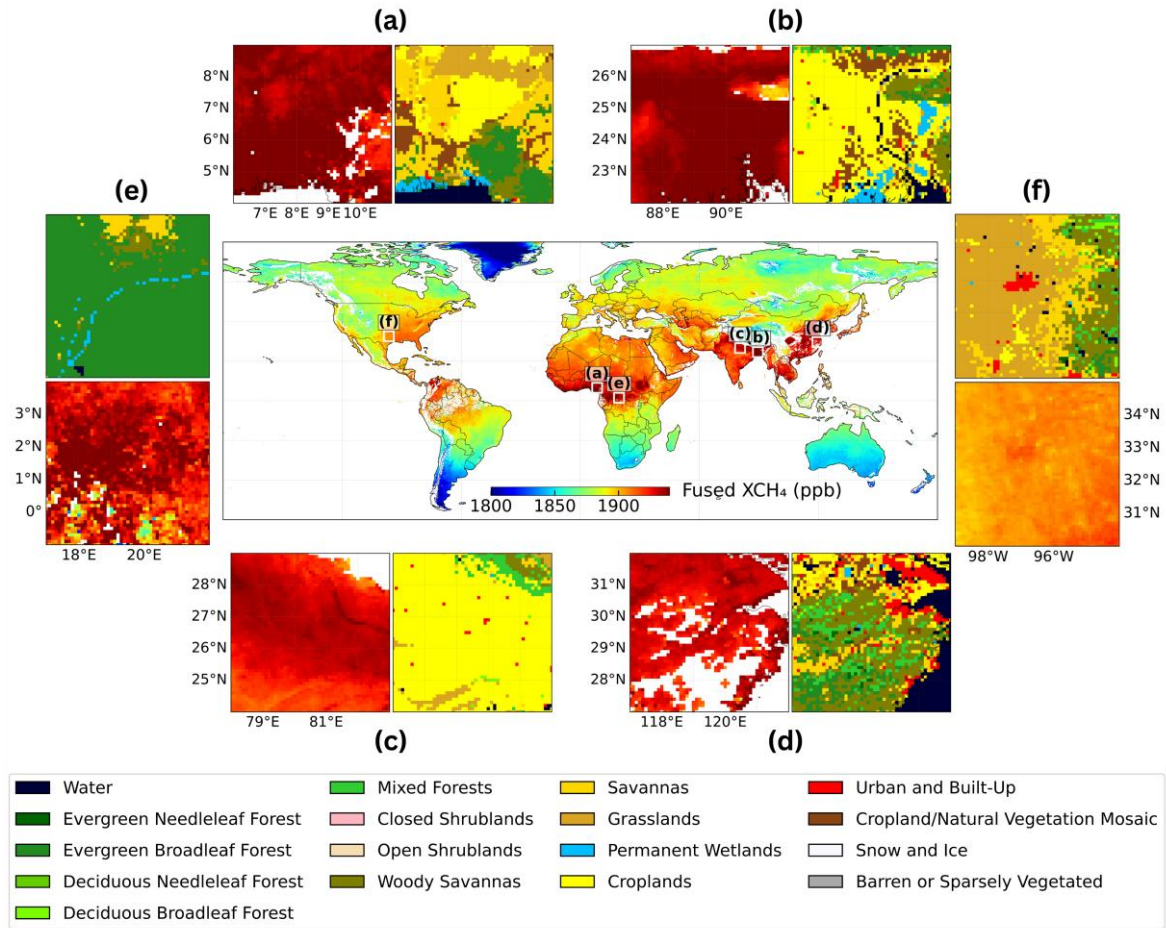 (a)
(b)
8°N
7°N
6°N
5°N
7°E 8°E 9°E 10°E
26°N
25°N
24°N
23°N
88°E 90°E
(e)
3°N
2°N
1°N
0°
18°E 20°E
(f)
34°N
33°N
32°N
31°N
98°W 96°W
(f)
(c) (b)
(d)
(a)
(e)
1800 1850 1900
Fused XCH₄ (ppb)
28°N
27°N
26°N
25°N
79°E 81°E
(c)
31°N
30°N
29°N
28°N
118°E 120°E
(d)
Water
Evergreen Needleleaf Forest
Evergreen Broadleaf Forest
Deciduous Needleleaf Forest
Deciduous Broadleaf Forest
Mixed Forests
Closed Shrublands
Open Shrublands
Woody Savannas
Savannas
Grasslands
Permanent Wetlands
Croplands
Urban and Built-Up
Cropland/Natural Vegetation Mosaic
Snow and Ice
Barren or Sparsely Vegetated